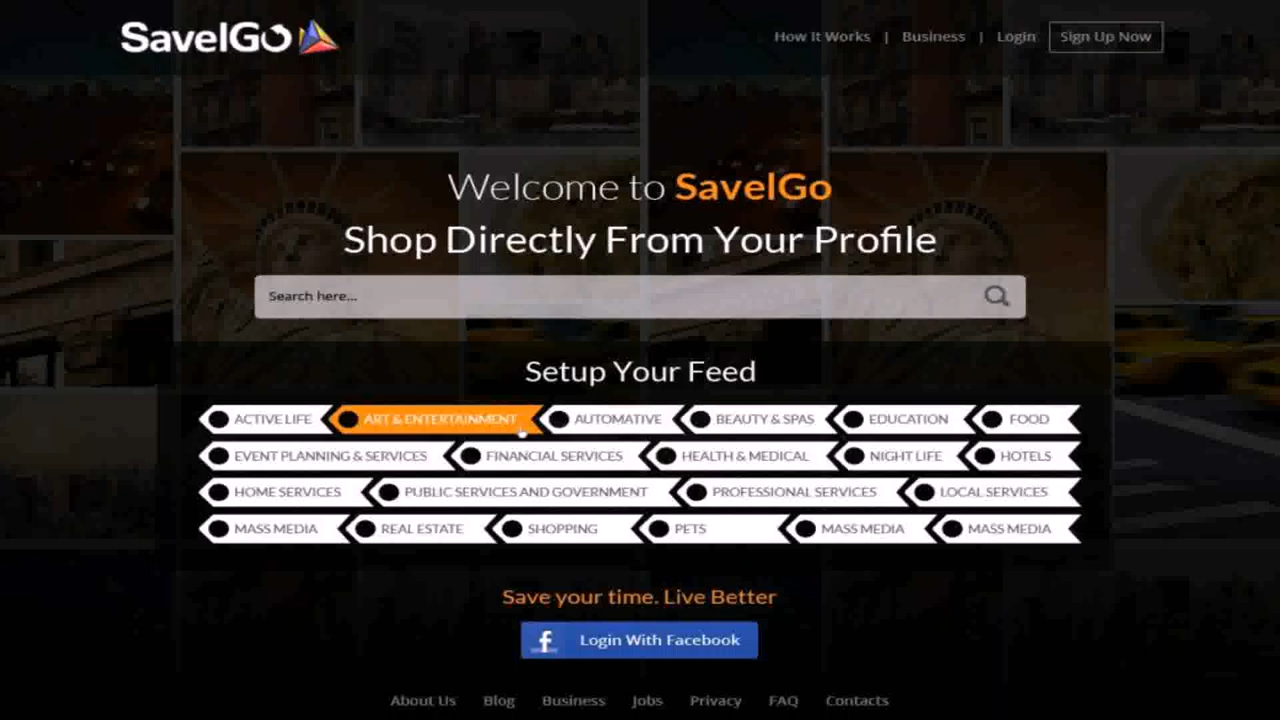 SavelGo
How It Works | Business | Login Sign Up Now
Welcome to SavelGo
Shop Directly From Your Profile
Search here...
Setup Your Feed
ACTIVE LIFE ART & ENTERTAINMENT AUTOMATIVE BEAUTY & SPAS EDUCATION FOOD
EVENT PLANNING & SERVICES FINANCIAL SERVICES HEALTH & MEDICAL NIGHT LIFE HOTELS
HOME SERVICES PUBLIC SERVICES AND GOVERNMENT PROFESSIONAL SERVICES LOCAL SERVICES
MASS MEDIA REAL ESTATE SHOPPING PETS MASS MEDIA MASS MEDIA
Save your time. Live Better
f Login With Facebook
About Us Blog Business Jobs Privacy FAQ Contacts